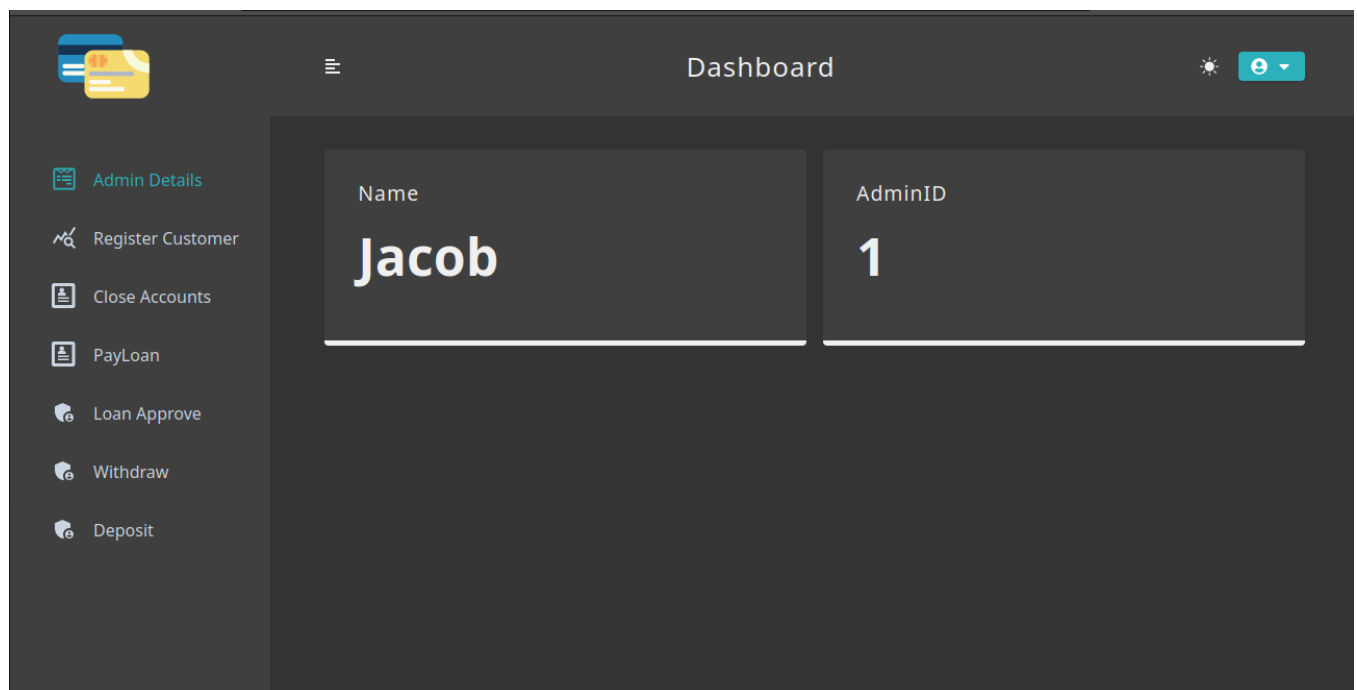 Dashboard
Admin Details
Register Customer
Close Accounts
PayLoan
Loan Approve
Withdraw
Deposit
Name
Jacob
AdminID
1